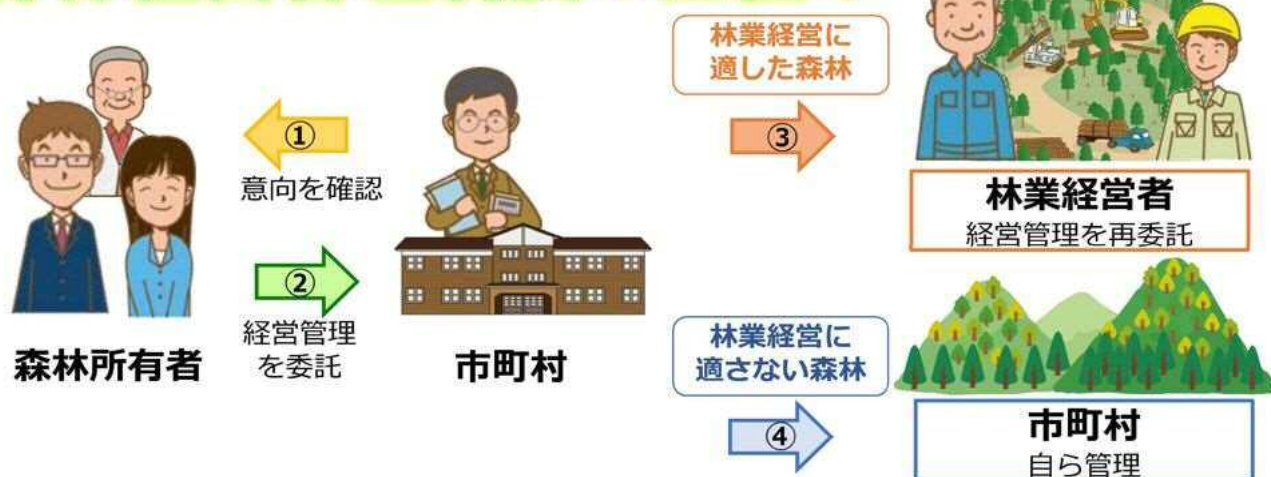 ①
意向を確認
②
経営管理
を委託
森林所有者
市町村
林業経営に
適した森林
③
林業経営者
経営管理を再委託
林業経営に
適さない森林
④
市町村
自ら管理